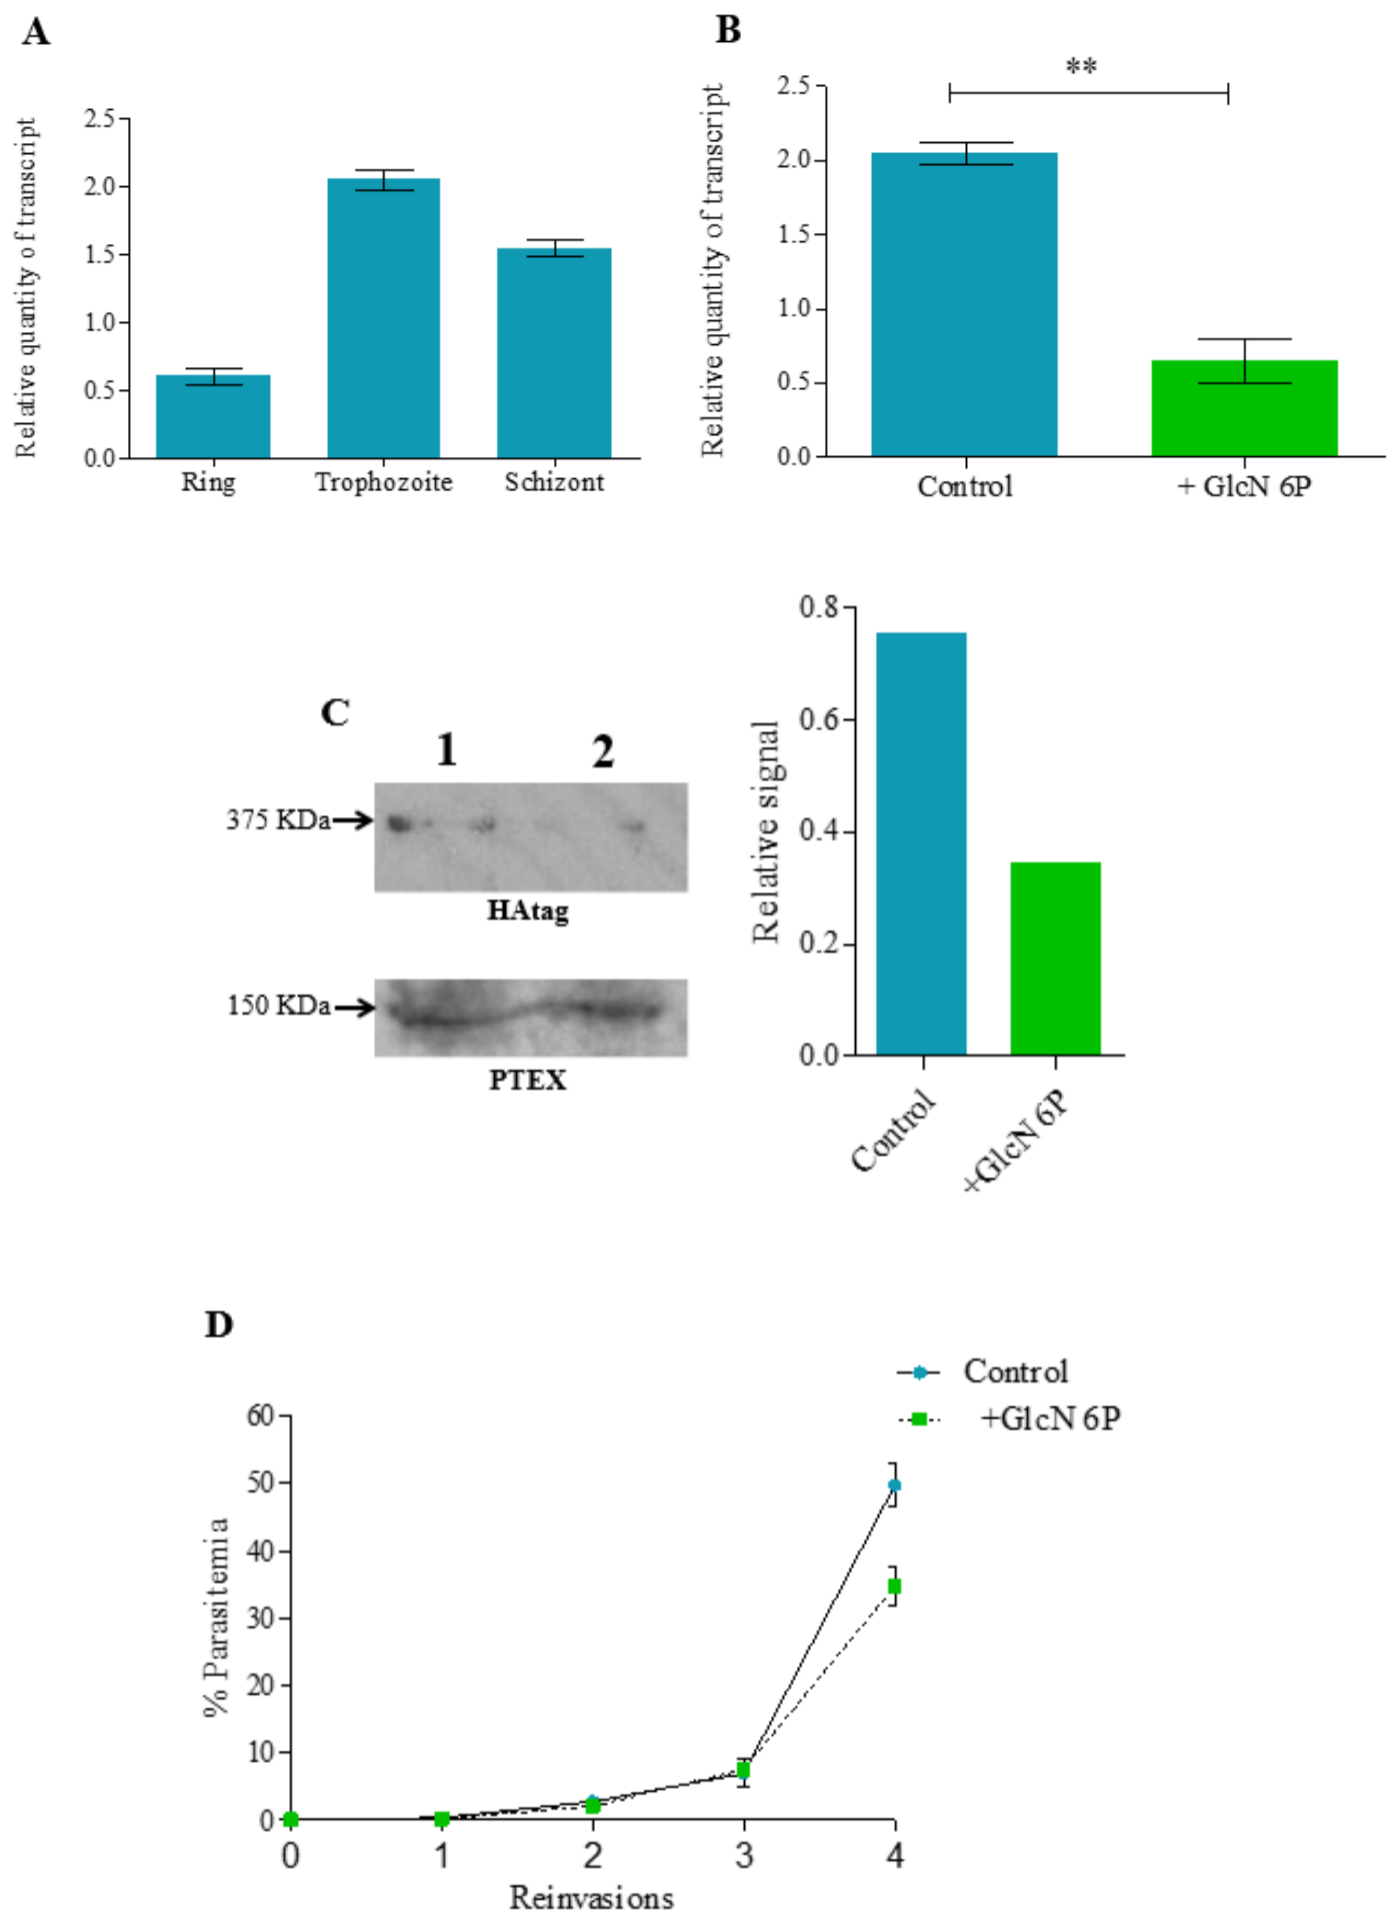 A
Relative quantity of transcript
2.5
2.0
1.5
1.0
0.5
0.0
Ring Trophozoite Schizont
B
**
Relative quantity of transcript
2.5
2.0
1.5
1.0
0.5
0.0
Control + GlcN 6P
C
1 2
375 KDa
HAtag
150 KDa
PTEX
Relative signal
0.8
0.6
0.4
0.2
0.0
Control
+GlcN 6P
D
Control
+GlcN 6P
% Parasitemia
60
50
40
30
20
10
0
0 1 2 3 4
Reinvasions